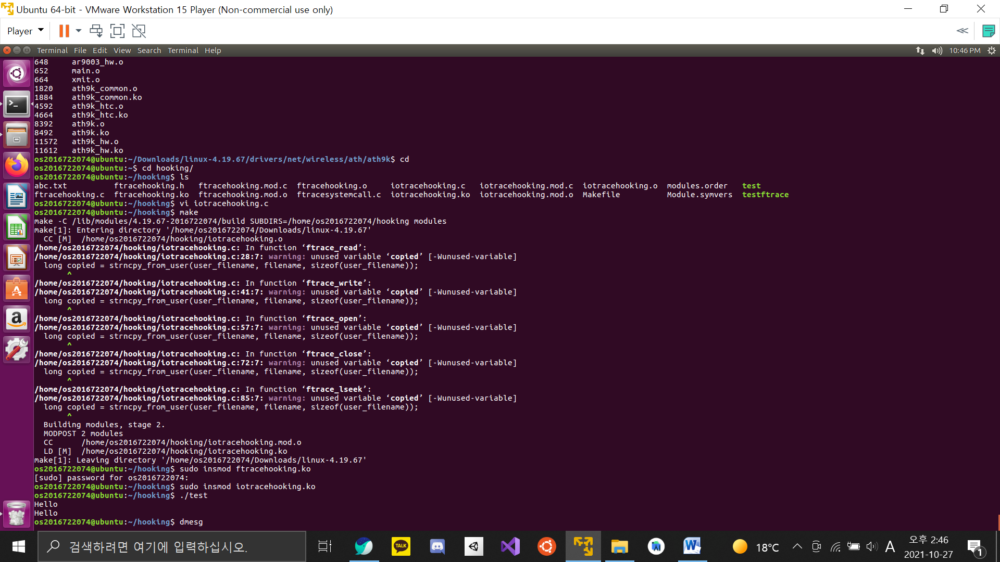 Ubuntu 64-bit - VMware Workstation 15 Player (Non-commercial use only)
Player
Terminal File Edit View Search Terminal Help 10:46 PM
648 ar9003_hw.o
652 main.o
664 xmit.o
1820 ath9k_common.o
1884 ath9k_common.ko
4592 ath9k_htc.o
4664 ath9k_htc.ko
8392 ath9k.o
8492 ath9k.ko
11572 ath9k_hw.o
11612 ath9k_hw.ko
os2016722074@ubuntu:~/Downloads/linux-4.19.67/drivers/net/wireless/ath/ath9k$ cd
os2016722074@ubuntu:~$ cd hooking/
os2016722074@ubuntu:~/hooking$ ls
abc.txt ftracehooking.h ftracehooking.mod.c ftracehooking.o iotracehooking.c iotracehooking.mod.c iotracehooking.o modules.order test
ftracehooking.c ftracehooking.ko ftracehooking.mod.o ftracesystemcall.c iotracehooking.ko iotracehooking.mod.o Makefile Module.symvers testftrace
os2016722074@ubuntu:~/hooking$ vi iotracehooking.c
os2016722074@ubuntu:~/hooking$ make
make -C /lib/modules/4.19.67-2016722074/build SUBDIRS=/home/os2016722074/hooking modules
make[1]: Entering directory '/home/os2016722074/Downloads/linux-4.19.67'
CC [M] /home/os2016722074/hooking/iotracehooking.o
/home/os2016722074/hooking/iotracehooking.c: In function ‘ftrace_read’:
/home/os2016722074/hooking/iotracehooking.c:28:7: warning: unused variable ‘copied’ [-Wunused-variable]
long copied = strncpy_from_user(user_filename, filename, sizeof(user_filename));
^
/home/os2016722074/hooking/iotracehooking.c: In function ‘ftrace_write’:
/home/os2016722074/hooking/iotracehooking.c:41:7: warning: unused variable ‘copied’ [-Wunused-variable]
long copied = strncpy_from_user(user_filename, filename, sizeof(user_filename));
^
/home/os2016722074/hooking/iotracehooking.c: In function ‘ftrace_open’:
/home/os2016722074/hooking/iotracehooking.c:57:7: warning: unused variable ‘copied’ [-Wunused-variable]
long copied = strncpy_from_user(user_filename, filename, sizeof(user_filename));
^
/home/os2016722074/hooking/iotracehooking.c: In function ‘ftrace_close’:
/home/os2016722074/hooking/iotracehooking.c:72:7: warning: unused variable ‘copied’ [-Wunused-variable]
long copied = strncpy_from_user(user_filename, filename, sizeof(user_filename));
^
/home/os2016722074/hooking/iotracehooking.c: In function ‘ftrace_lseek’:
/home/os2016722074/hooking/iotracehooking.c:85:7: warning: unused variable ‘copied’ [-Wunused-variable]
long copied = strncpy_from_user(user_filename, filename, sizeof(user_filename));
^
Building modules, stage 2.
MODPOST 2 modules
CC /home/os2016722074/hooking/iotracehooking.mod.o
LD [M] /home/os2016722074/hooking/iotracehooking.ko
make[1]: Leaving directory '/home/os2016722074/Downloads/linux-4.19.67'
os2016722074@ubuntu:~/hooking$ sudo insmod ftracehooking.ko
[sudo] password for os2016722074:
os2016722074@ubuntu:~/hooking$ sudo insmod iotracehooking.ko
os2016722074@ubuntu:~/hooking$ ./test
Hello
Hello
os2016722074@ubuntu:~/hooking$ dmesg
검색하려면 여기에 입력하십시오.
TALK
18°C
A
오후 2:46
2021-10-27
1